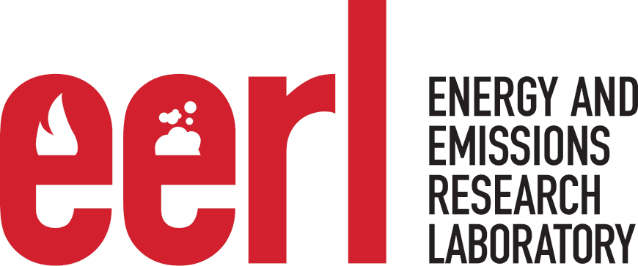 eerl
ENERGY AND
EMISSIONS
RESEARCH
LABORATORY